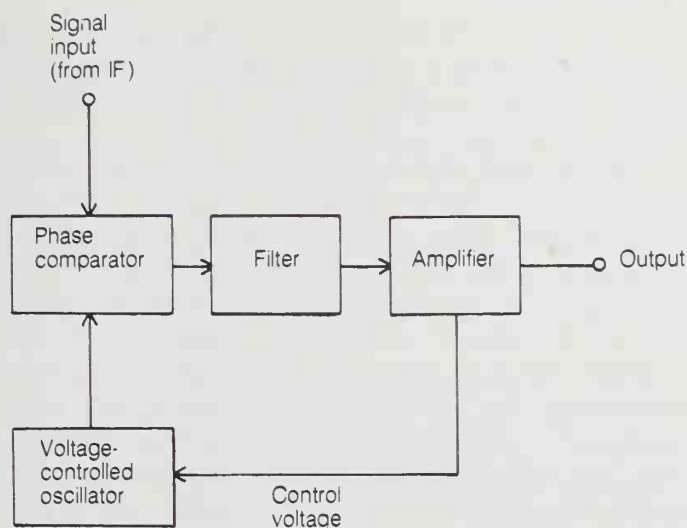 Signal
input
(from IF)
Phase
comparator
Filter
Amplifier
Output
Voltage-
controlled
oscillator
Control
voltage